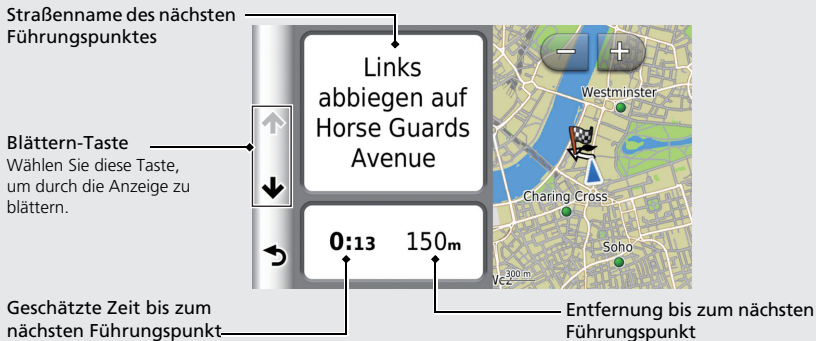 Straßenname des nächsten
Führungspunktes
Links
abbiegen auf
Horse Guards
Avenue
Blättern-Taste
Wählen Sie diese Taste,
um durch die Anzeige zu
blättern.
0:13 150m
Westminster
Charing Cross
Soho
WC2
300 m
Geschätzte Zeit bis zum
nächsten Führungspunkt
Entfernung bis zum nächsten
Führungspunkt